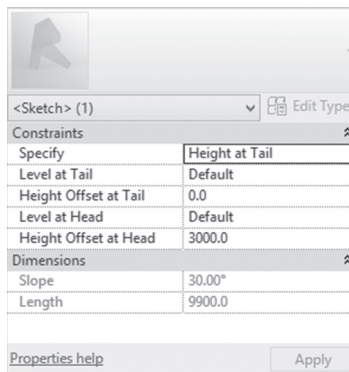 <Sketch> (1) Edit Type
Constraints
Specify Height at Tail
Level at Tail Default
Height Offset at Tail 0.0
Level at Head Default
Height Offset at Head 3000.0
Dimensions
Slope 30.00°
Length 9900.0
Properties help Apply